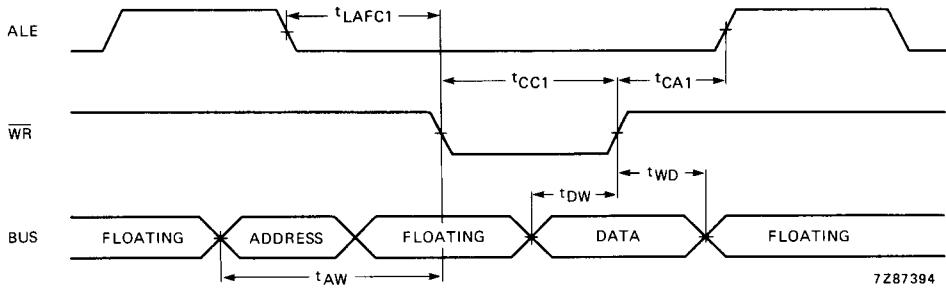 tLAFC1
ALE
tCC1 tCA1
WR
tDW tWD
BUS FLOATING ADDRESS FLOATING DATA FLOATING
tAW
7Z87394